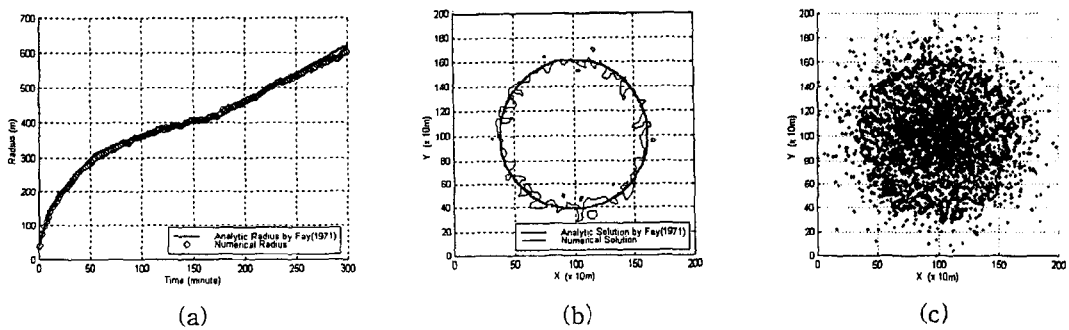 700
600
500
400
300
200
100
0
Radius (m)
0 50 100 150 200 250 300
Time (minute)
Analytic Radius by Fay(1971)
Numerical Radius
(a)
200
180
160
140
120
100
80
60
40
20
0
Y (x 10m)
0 50 100 150 200
X (x 10m)
Analytic Solution by Fay(1971)
Numerical Solution
(b)
200
180
160
140
120
100
80
60
40
20
0
Y (x 10m)
0 50 100 150 200
X (x 10m)
(c)